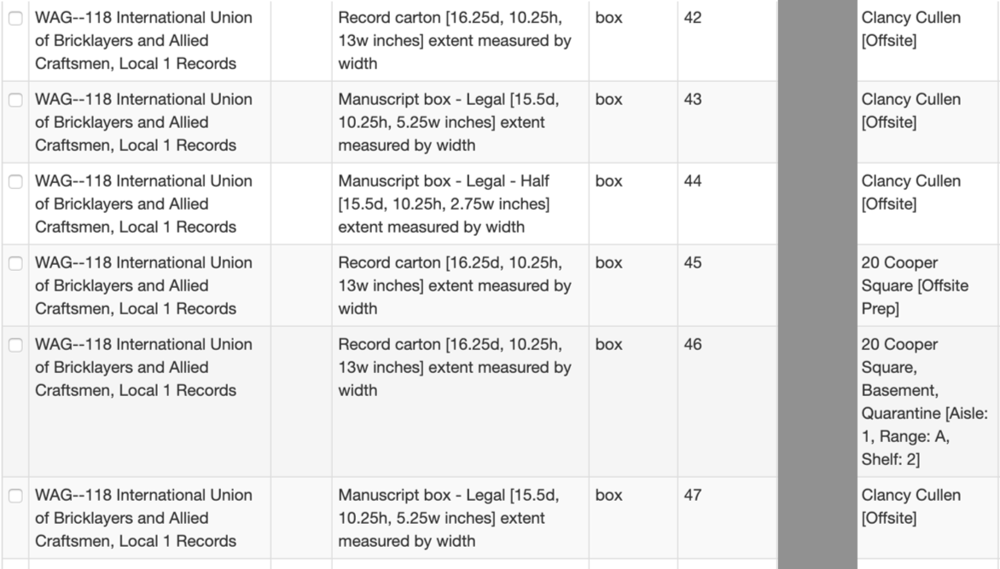 WAG--118 International Union
of Bricklayers and Allied
Craftsmen, Local 1 Records
Record carton [16.25d, 10.25h,
13w inches] extent measured by
width
box
42
Clancy Cullen
[Offsite]
WAG--118 International Union
of Bricklayers and Allied
Craftsmen, Local 1 Records
Manuscript box - Legal [15.5d,
10.25h, 5.25w inches] extent
measured by width
box
43
Clancy Cullen
[Offsite]
WAG--118 International Union
of Bricklayers and Allied
Craftsmen, Local 1 Records
Manuscript box - Legal - Half
[15.5d, 10.25h, 2.75w inches]
extent measured by width
box
44
Clancy Cullen
[Offsite]
WAG--118 International Union
of Bricklayers and Allied
Craftsmen, Local 1 Records
Record carton [16.25d, 10.25h,
13w inches] extent measured by
width
box
45
20 Cooper
Square [Offsite
Prep]
WAG--118 International Union
of Bricklayers and Allied
Craftsmen, Local 1 Records
Record carton [16.25d, 10.25h,
13w inches] extent measured by
width
box
46
20 Cooper
Square,
Basement,
Quarantine [Aisle:
1, Range: A,
Shelf: 2]
WAG--118 International Union
of Bricklayers and Allied
Craftsmen, Local 1 Records
Manuscript box - Legal [15.5d,
10.25h, 5.25w inches] extent
measured by width
box
47
Clancy Cullen
[Offsite]